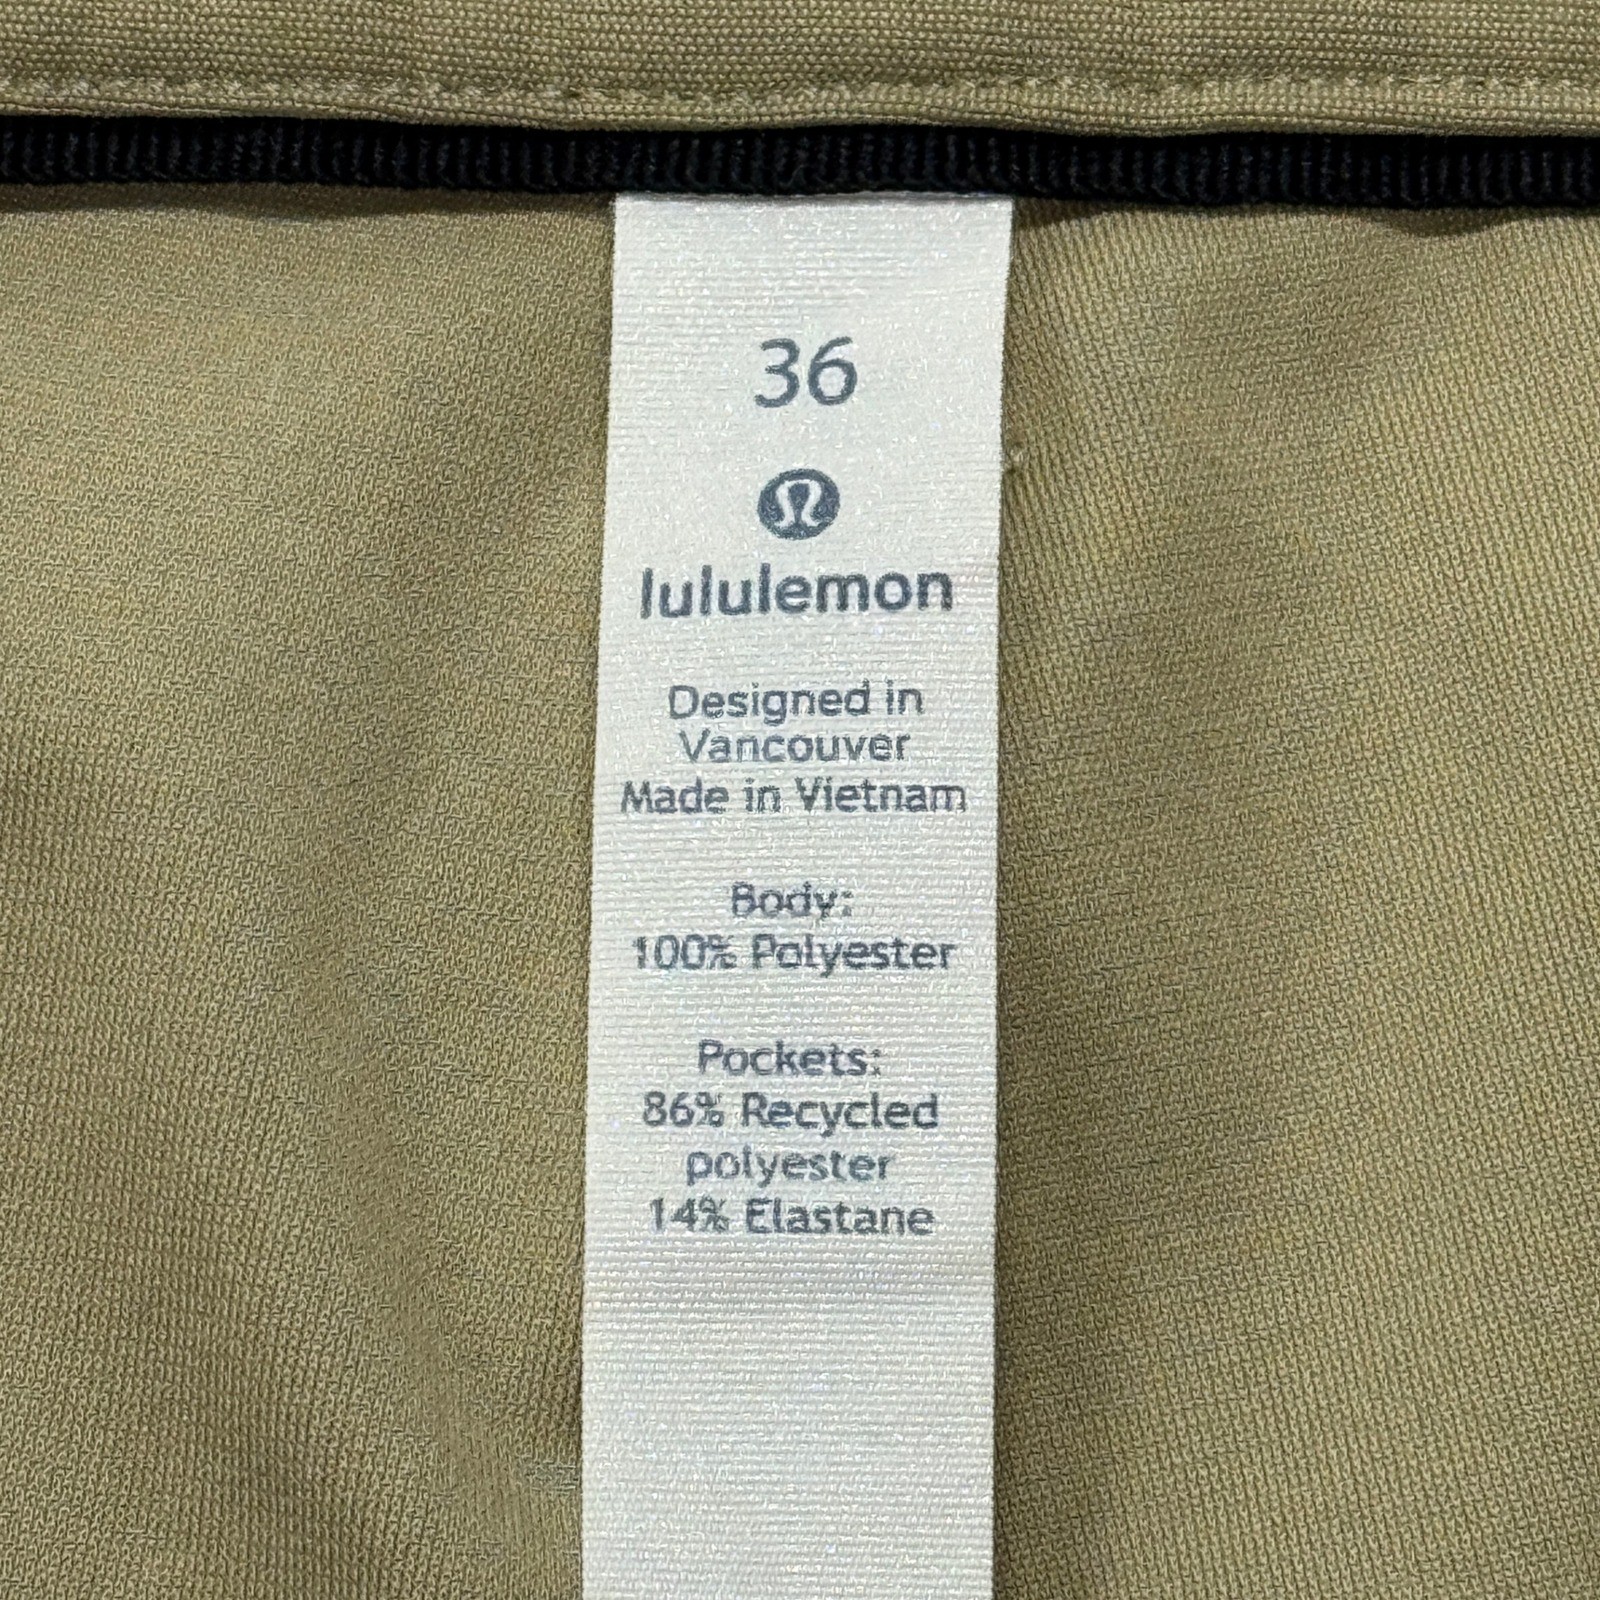 36
lululemon
Designed in
Vancouver
Made in Vietnam
Body:
100% Polyester
Pockets:
86% Recycled
polyester
14% Elastane